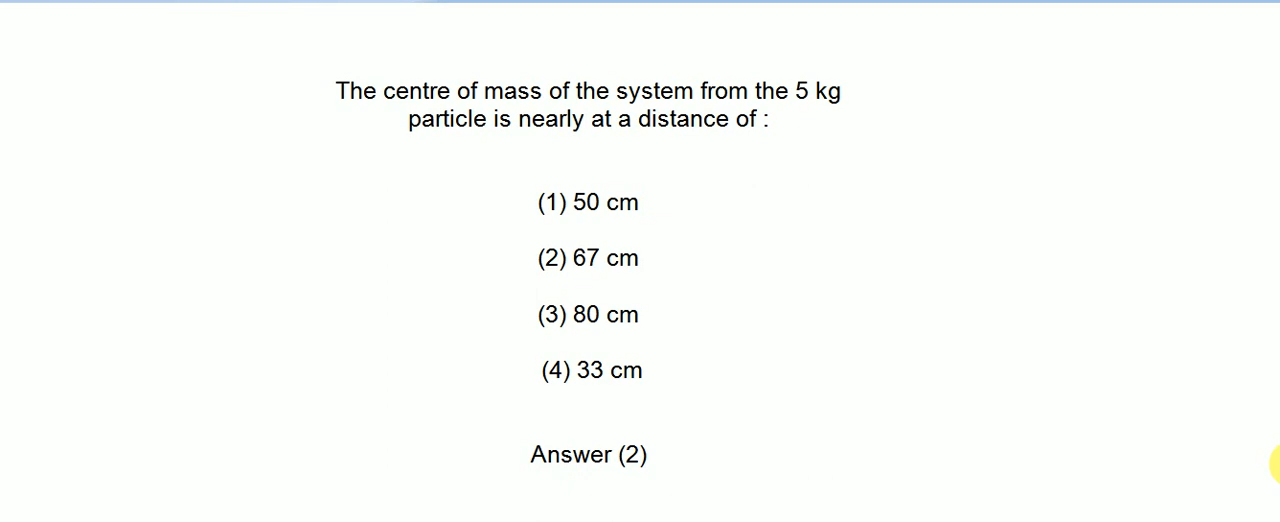 The centre of mass of the system from the 5 kg
particle is nearly at a distance of :
(1) 50 cm
(2) 67 cm
(3) 80 cm
(4) 33 cm
Answer (2)